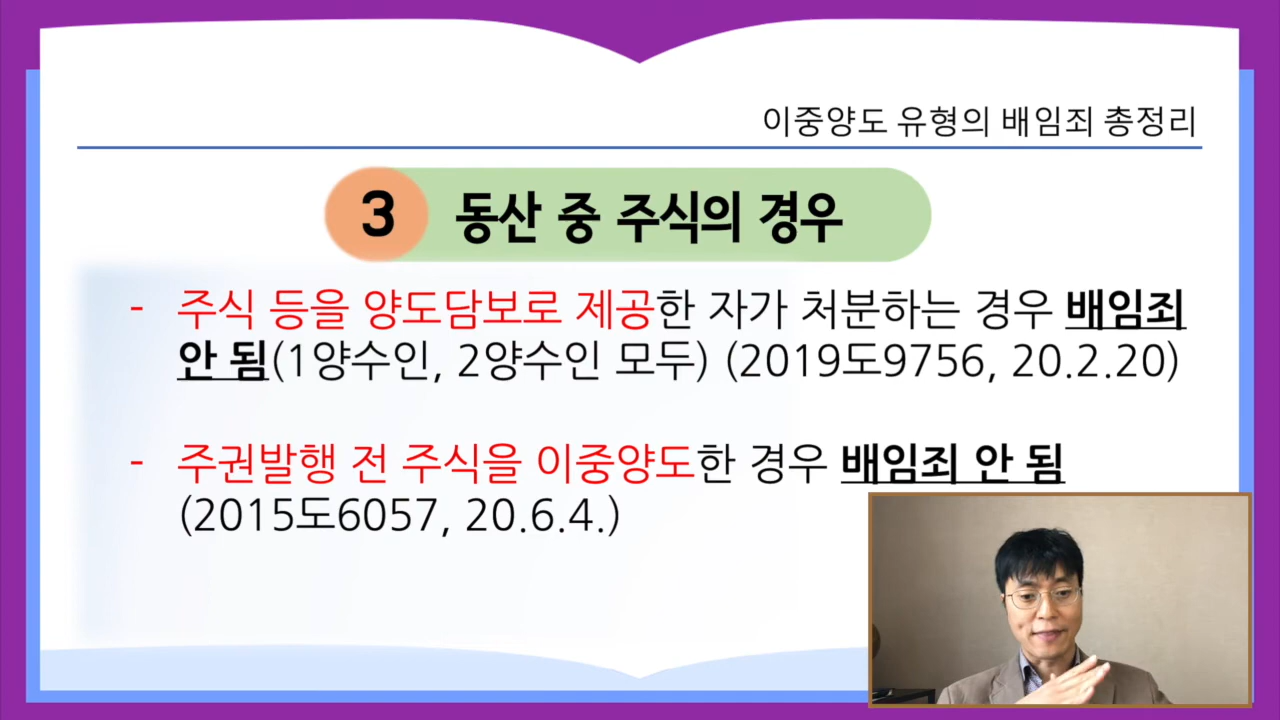 이중양도 유형의 배임죄 총정리
3 동산 중 주식의 경우
- 주식 등을 양도담보로 제공한 자가 처분하는 경우 배임죄
안 됨(1양수인, 2양수인 모두) (2019도9756, 20.2.20)
- 주권발행 전 주식을 이중양도한 경우 배임죄 안 됨
(2015도6057, 20.6.4.)